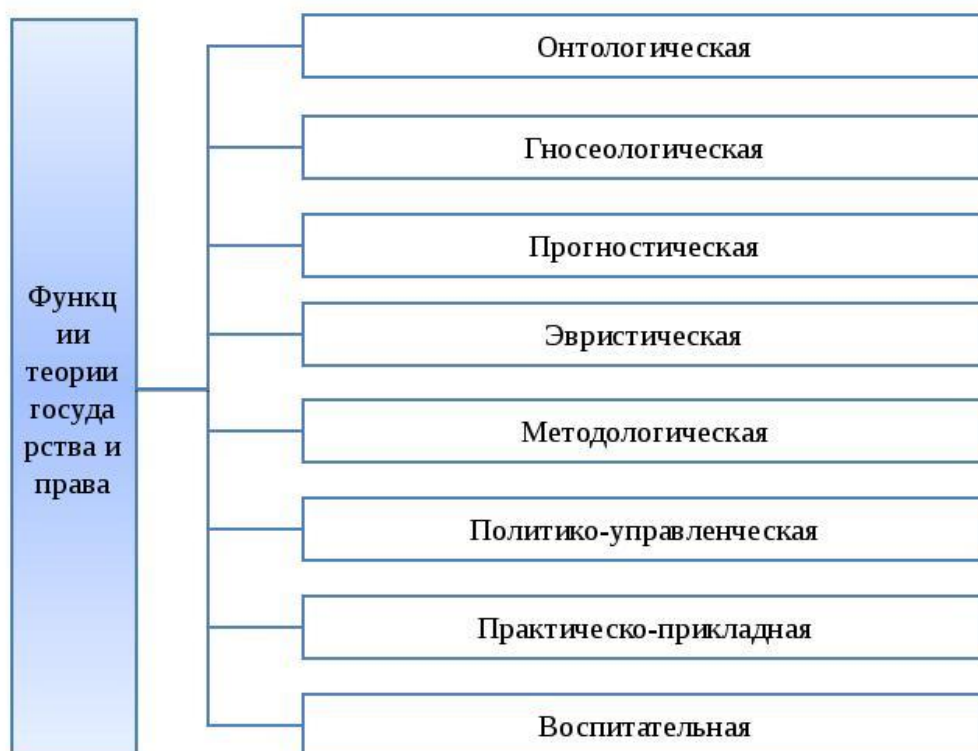 Функц
ии
теории
госуда
рства и
права
Онтологическая
Гносеологическая
Прогностическая
Эвристическая
Методологическая
Политико-управленческая
Практическо-прикладная
Воспитательная